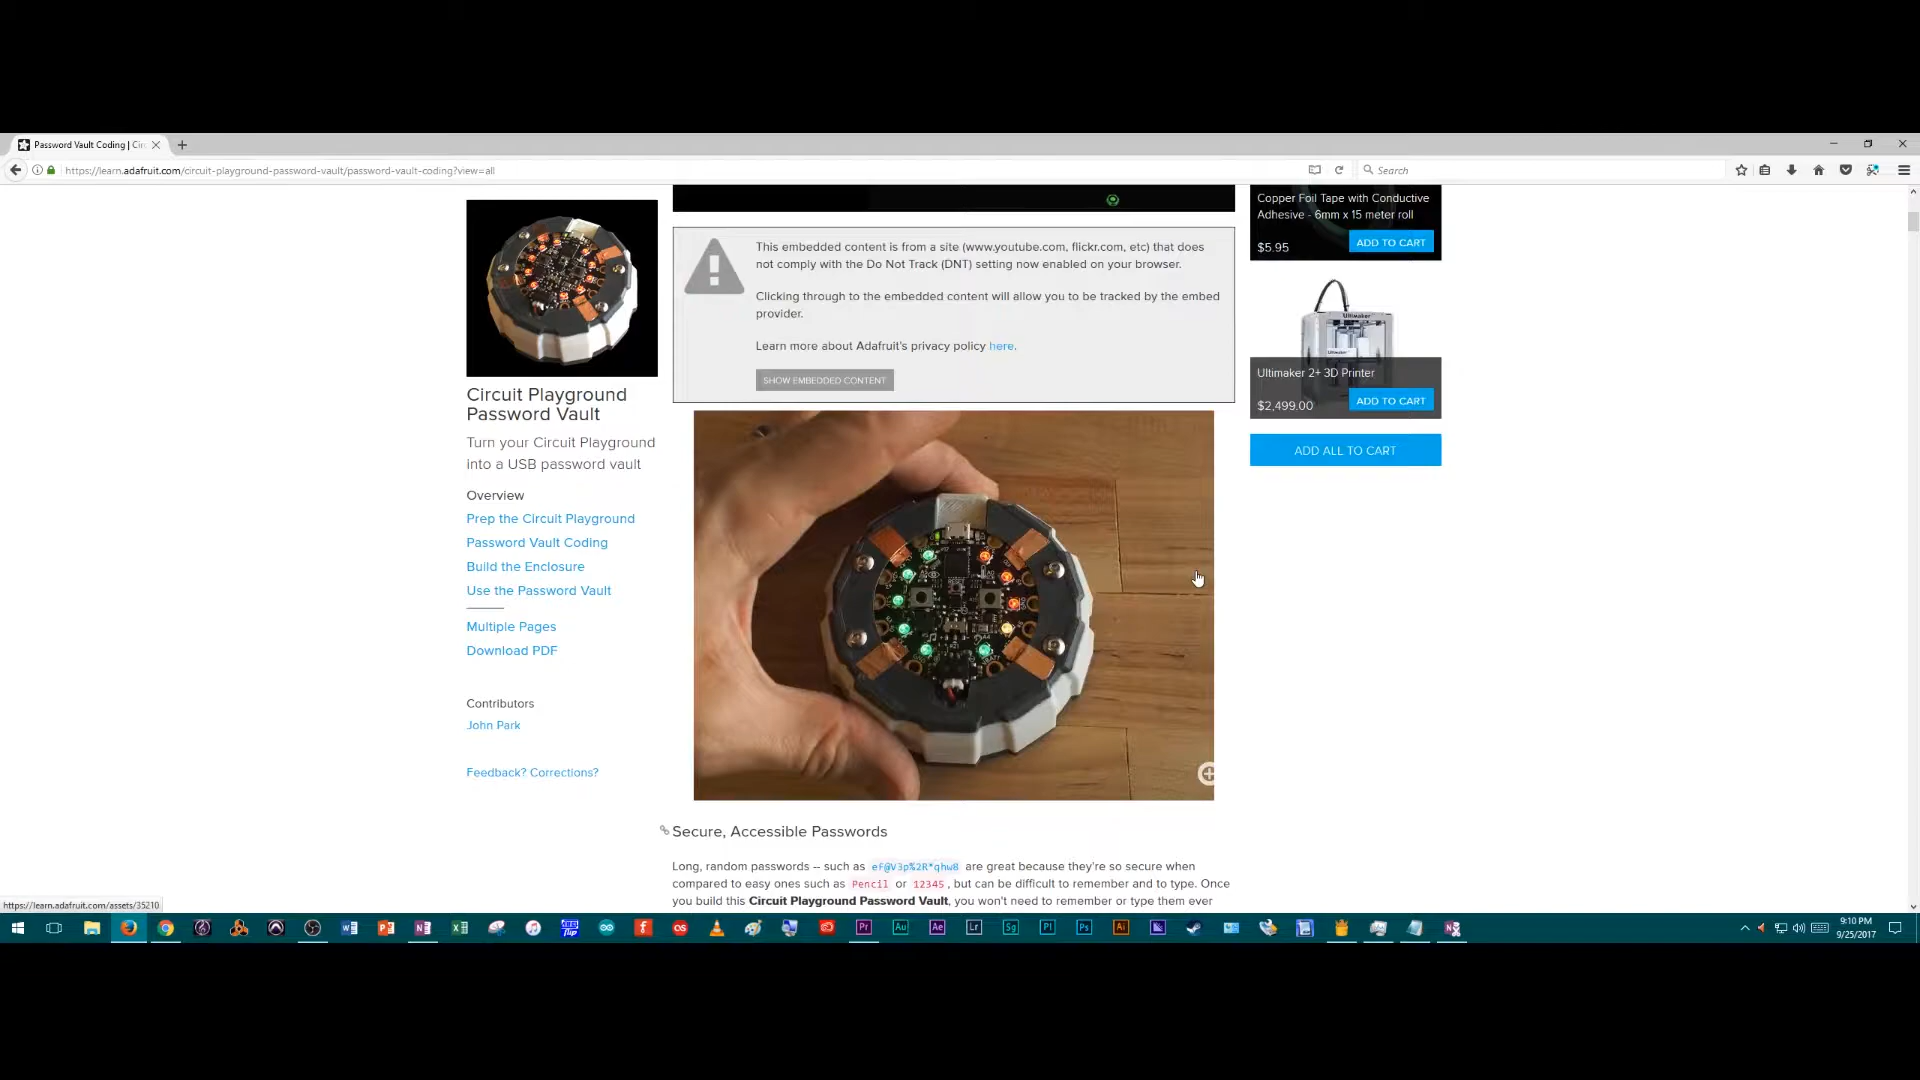 Password Vault Coding | Cir
https://learn.adafruit.com/circuit-playground-password-vault/password-vault-coding?view=all
Search
Circuit Playground
Password Vault
Turn your Circuit Playground
into a USB password vault
Overview
Prep the Circuit Playground
Password Vault Coding
Build the Enclosure
Use the Password Vault
Multiple Pages
Download PDF
Contributors
John Park
Feedback? Corrections?
This embedded content is from a site (www.youtube.com, flickr.com, etc) that does
not comply with the Do Not Track (DNT) setting now enabled on your browser.
Clicking through to the embedded content will allow you to be tracked by the embed
provider.
Learn more about Adafruit's privacy policy here.
SHOW EMBEDDED CONTENT
Secure, Accessible Passwords
Long, random passwords -- such as ef@V3p%2R*qhw8 are great because they're so secure when
compared to easy ones such as Pencil or 12345, but can be difficult to remember and to type. Once
you build this Circuit Playground Password Vault, you won't need to remember or type them ever
Copper Foil Tape with Conductive
Adhesive - 6mm x 15 meter roll
$5.95
ADD TO CART
Ultimaker
Ultimaker 2+ 3D Printer
$2,499.00
ADD TO CART
ADD ALL TO CART
https://learn.adafruit.com/assets/35210
Pr
Au
Ae
Lr
Sg
Pl
Ps
Ai
9:10 PM
9/25/2017